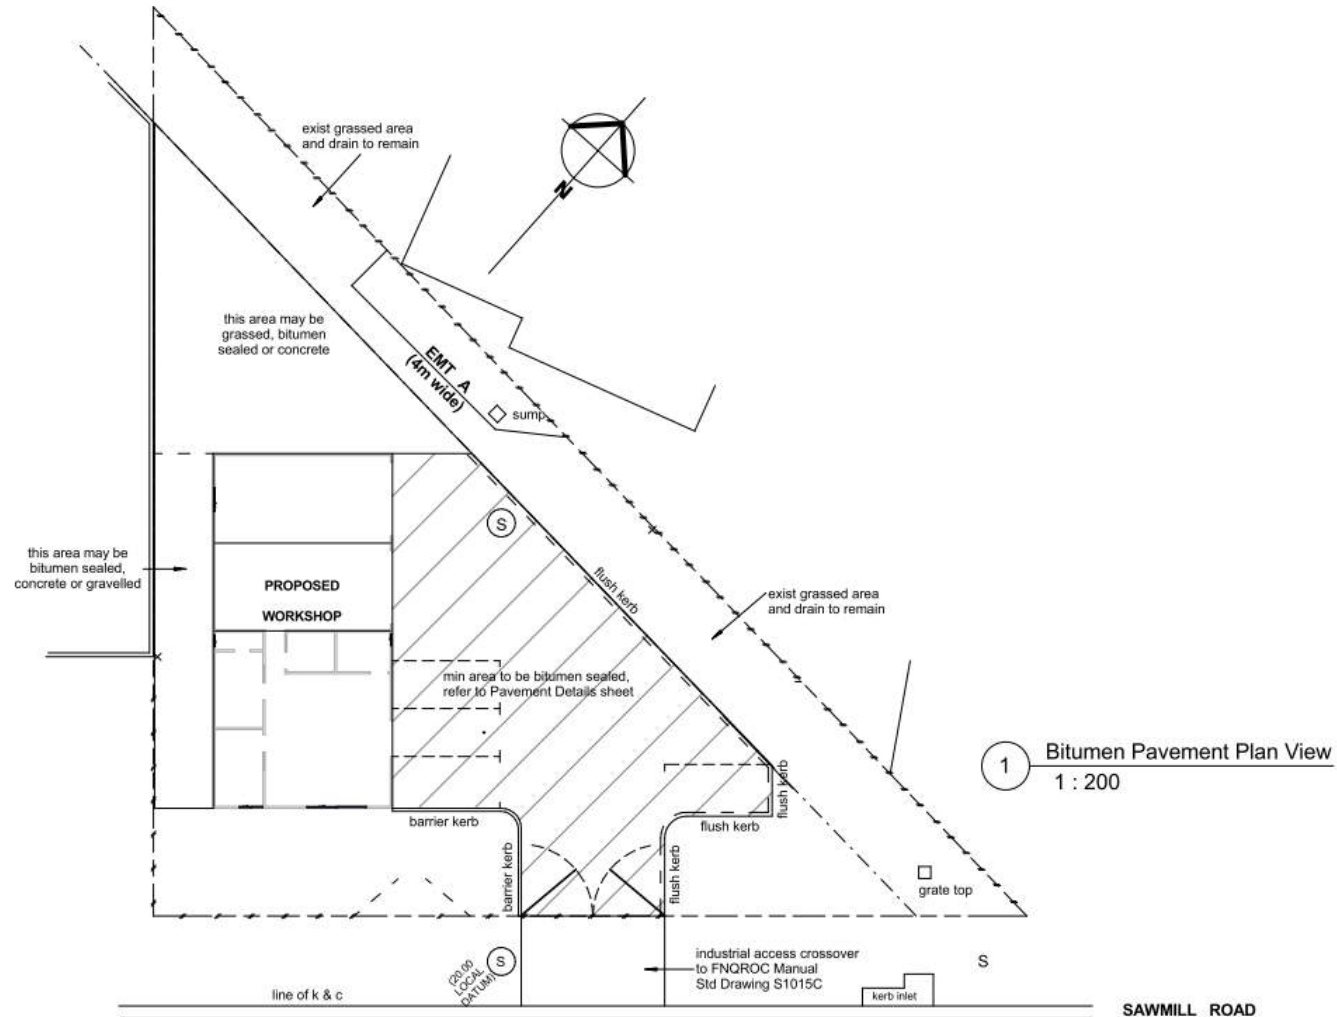 exist grassed area
and drain to remain
N
this area may be
grassed, bitumen
sealed or concrete
EMT A
(4m wide)
sump
S
this area may be
bitumen sealed,
concrete or gravelled
PROPOSED
WORKSHOP
flush kerb
exist grassed area
and drain to remain
min area to be bitumen sealed,
refer to Pavement Details sheet
1
Bitumen Pavement Plan View
1 : 200
barrier kerb
flush kerb
flush kerb
barrier kerb
flush kerb
grate top
(20.00
LOCAL
DATUM)
S
industrial access crossover
to FNQROC Manual
Std Drawing S1015C
S
line of k & c
kerb inlet
SAWMILL ROAD